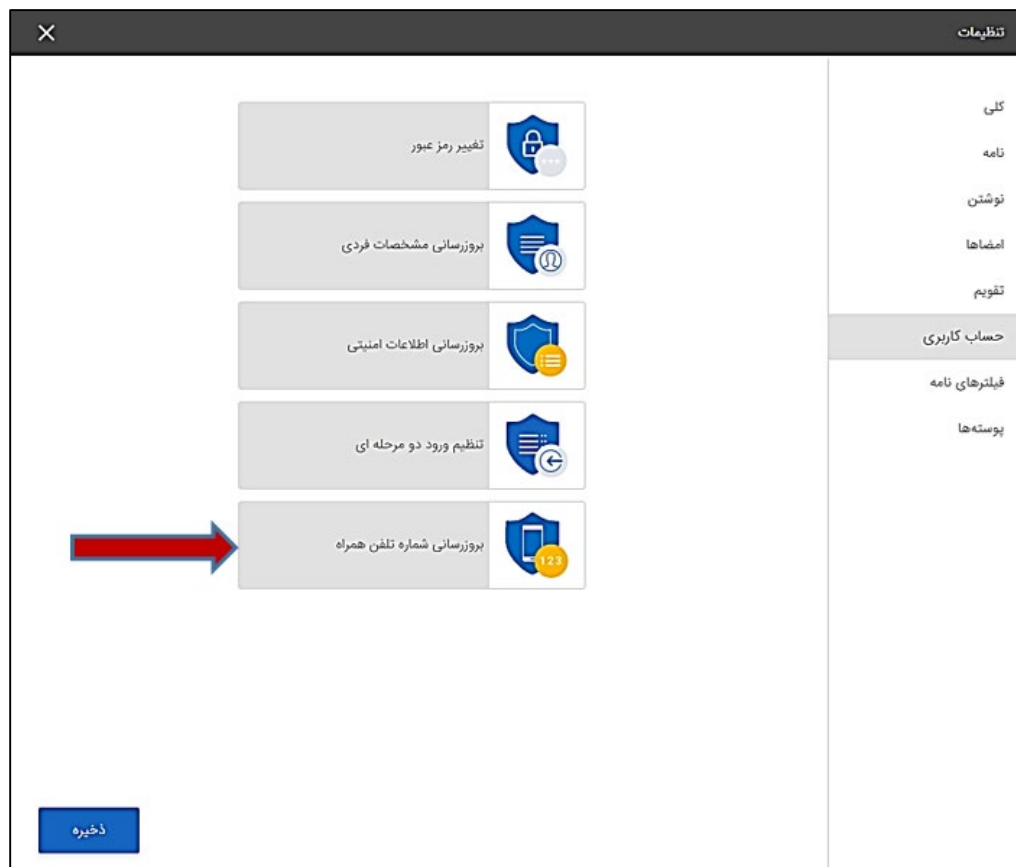 تنظیمات
کلی
نامه
نوشتن
امضاها
تقویم
حساب کاربری
فیلترهای نامه
پوسته‌ها
تغییر رمز عبور
بروزرسانی مشخصات فردی
بروزرسانی اطلاعات امنیتی
تنظیم ورود دو مرحله ای
بروزرسانی شماره تلفن همراه
123
ذخیره